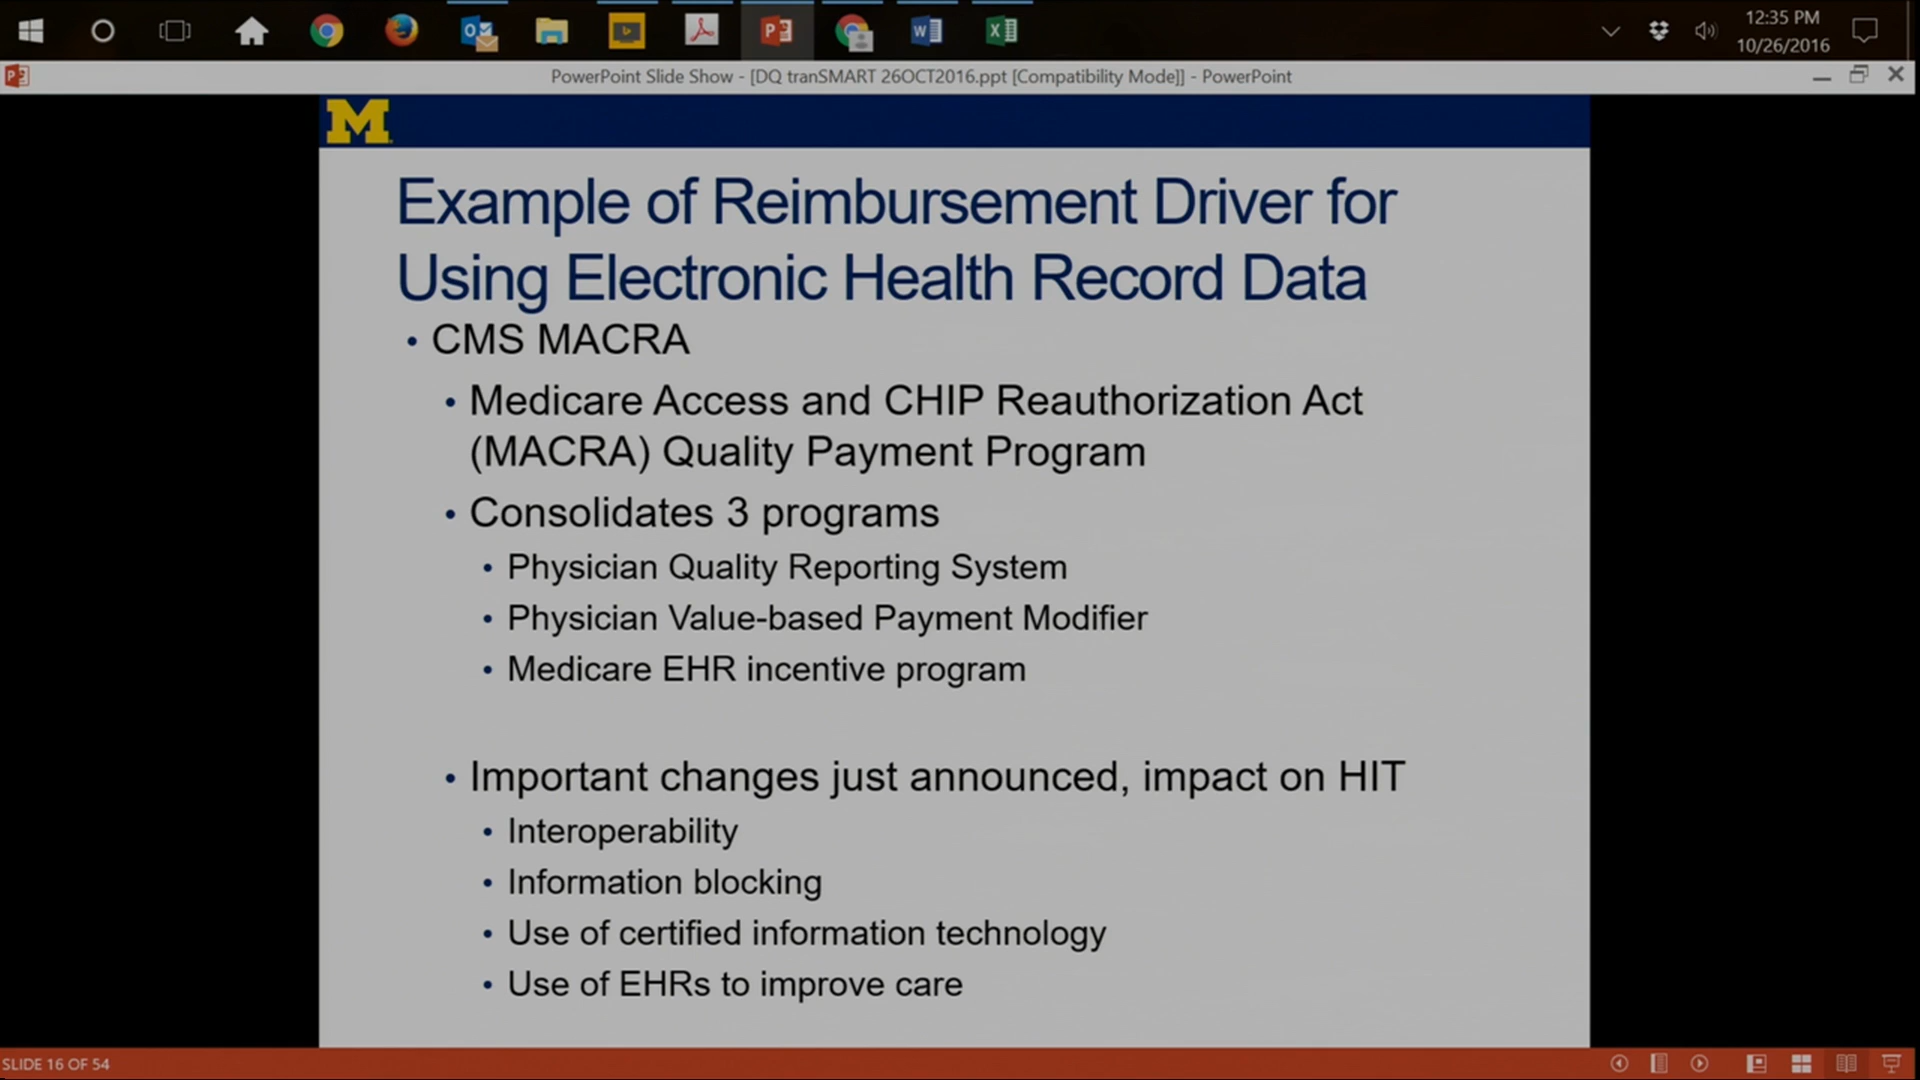 12:35 PM
10/26/2016
PowerPoint Slide Show - [DQ tranSMART 26OCT2016.ppt [Compatibility Mode]] - PowerPoint
M
Example of Reimbursement Driver for
Using Electronic Health Record Data
• CMS MACRA
• Medicare Access and CHIP Reauthorization Act
(MACRA) Quality Payment Program
• Consolidates 3 programs
• Physician Quality Reporting System
• Physician Value-based Payment Modifier
• Medicare EHR incentive program
• Important changes just announced, impact on HIT
• Interoperability
• Information blocking
• Use of certified information technology
• Use of EHRs to improve care
SLIDE 16 OF 54